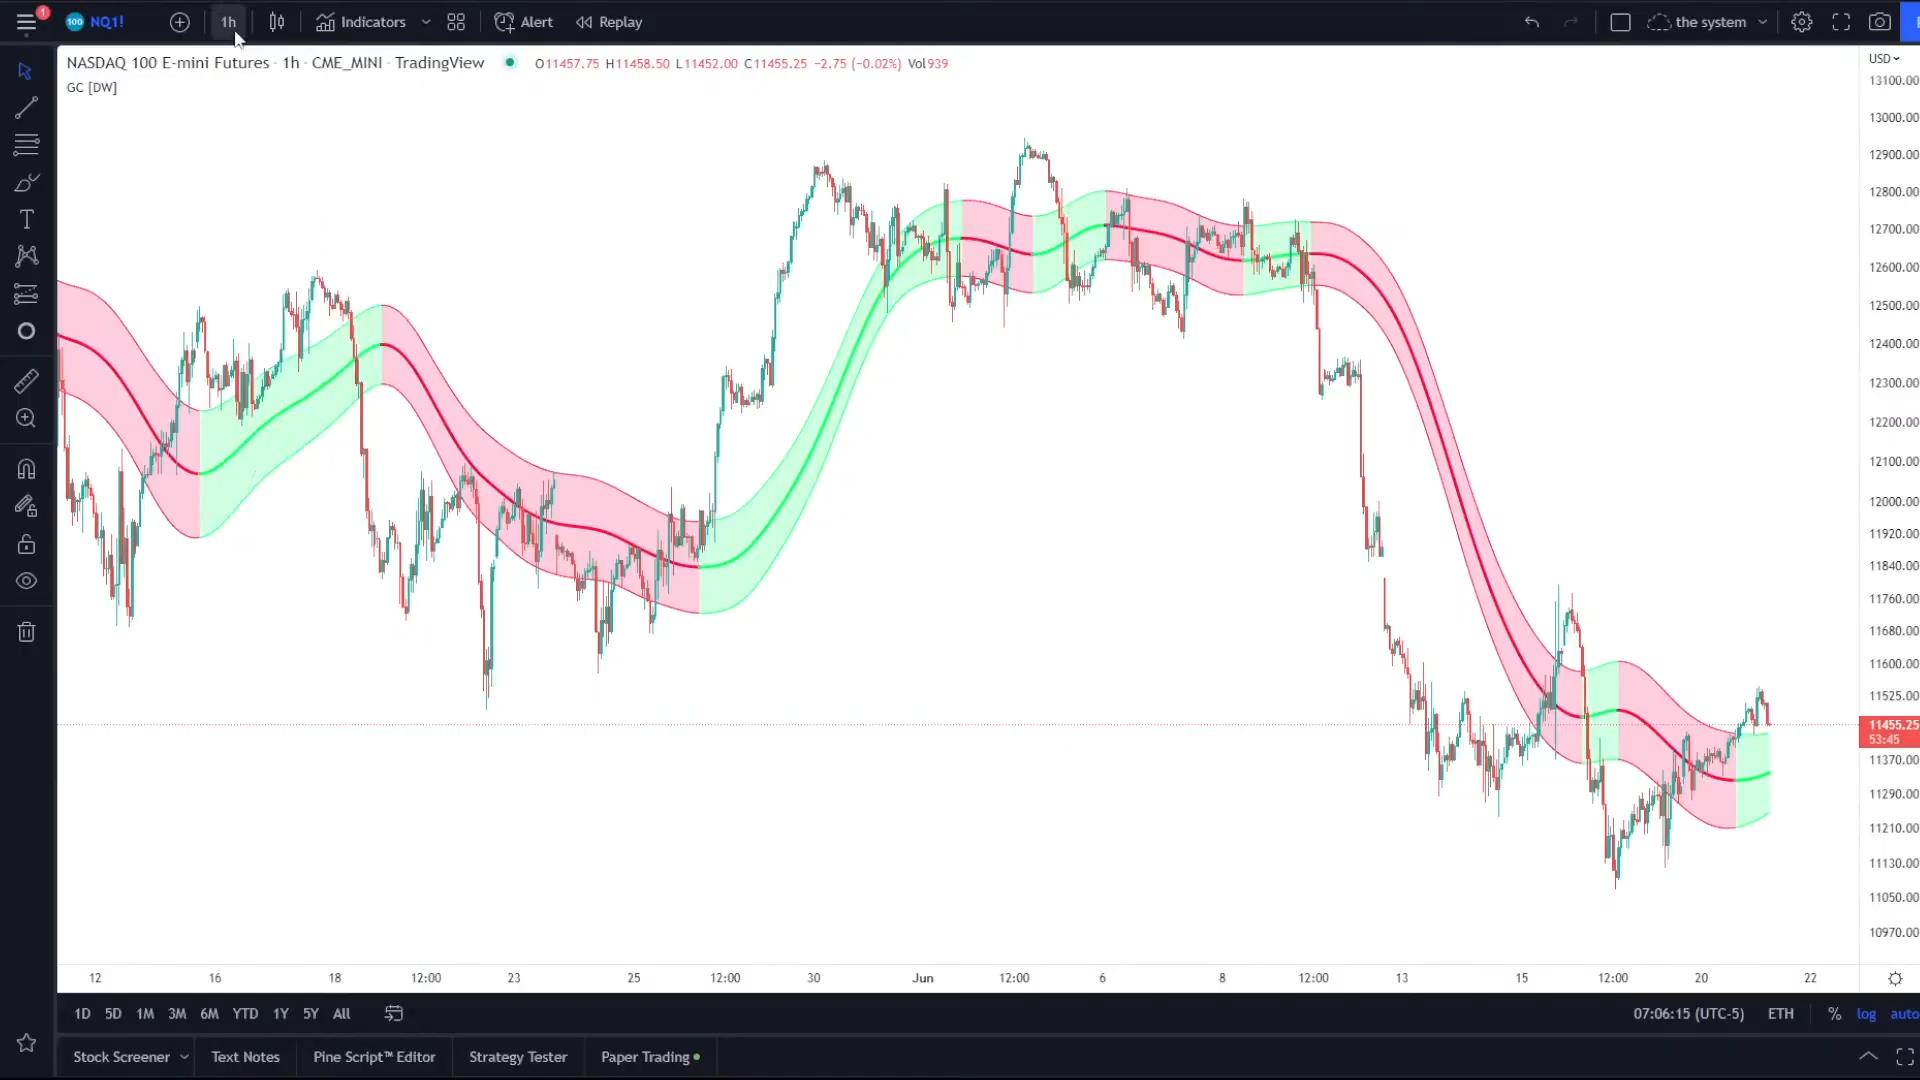 1
100 NQ1!
1h
Indicators
Alert
Replay
the system
NASDAQ 100 E-mini Futures · 1h · CME_MINI · TradingView
O11457.75 H11458.50 L11452.00 C11455.25 −2.75 (−0.02%) Vol939
GC [DW]
USD
13100.00
13000.00
12900.00
12800.00
12700.00
12600.00
12500.00
12400.00
12300.00
12200.00
12100.00
12000.00
11920.00
11840.00
11760.00
11680.00
11600.00
11525.00
11455.25
53:45
11370.00
11290.00
11210.00
11130.00
11050.00
10970.00
12 16 18 12:00 23 25 12:00 30 Jun 12:00 6 8 12:00 13 15 12:00 20 22
1D 5D 1M 3M 6M YTD 1Y 5Y All
07:06:15 (UTC-5) ETH % log auto
Stock Screener Text Notes Pine Script™ Editor Strategy Tester Paper Trading